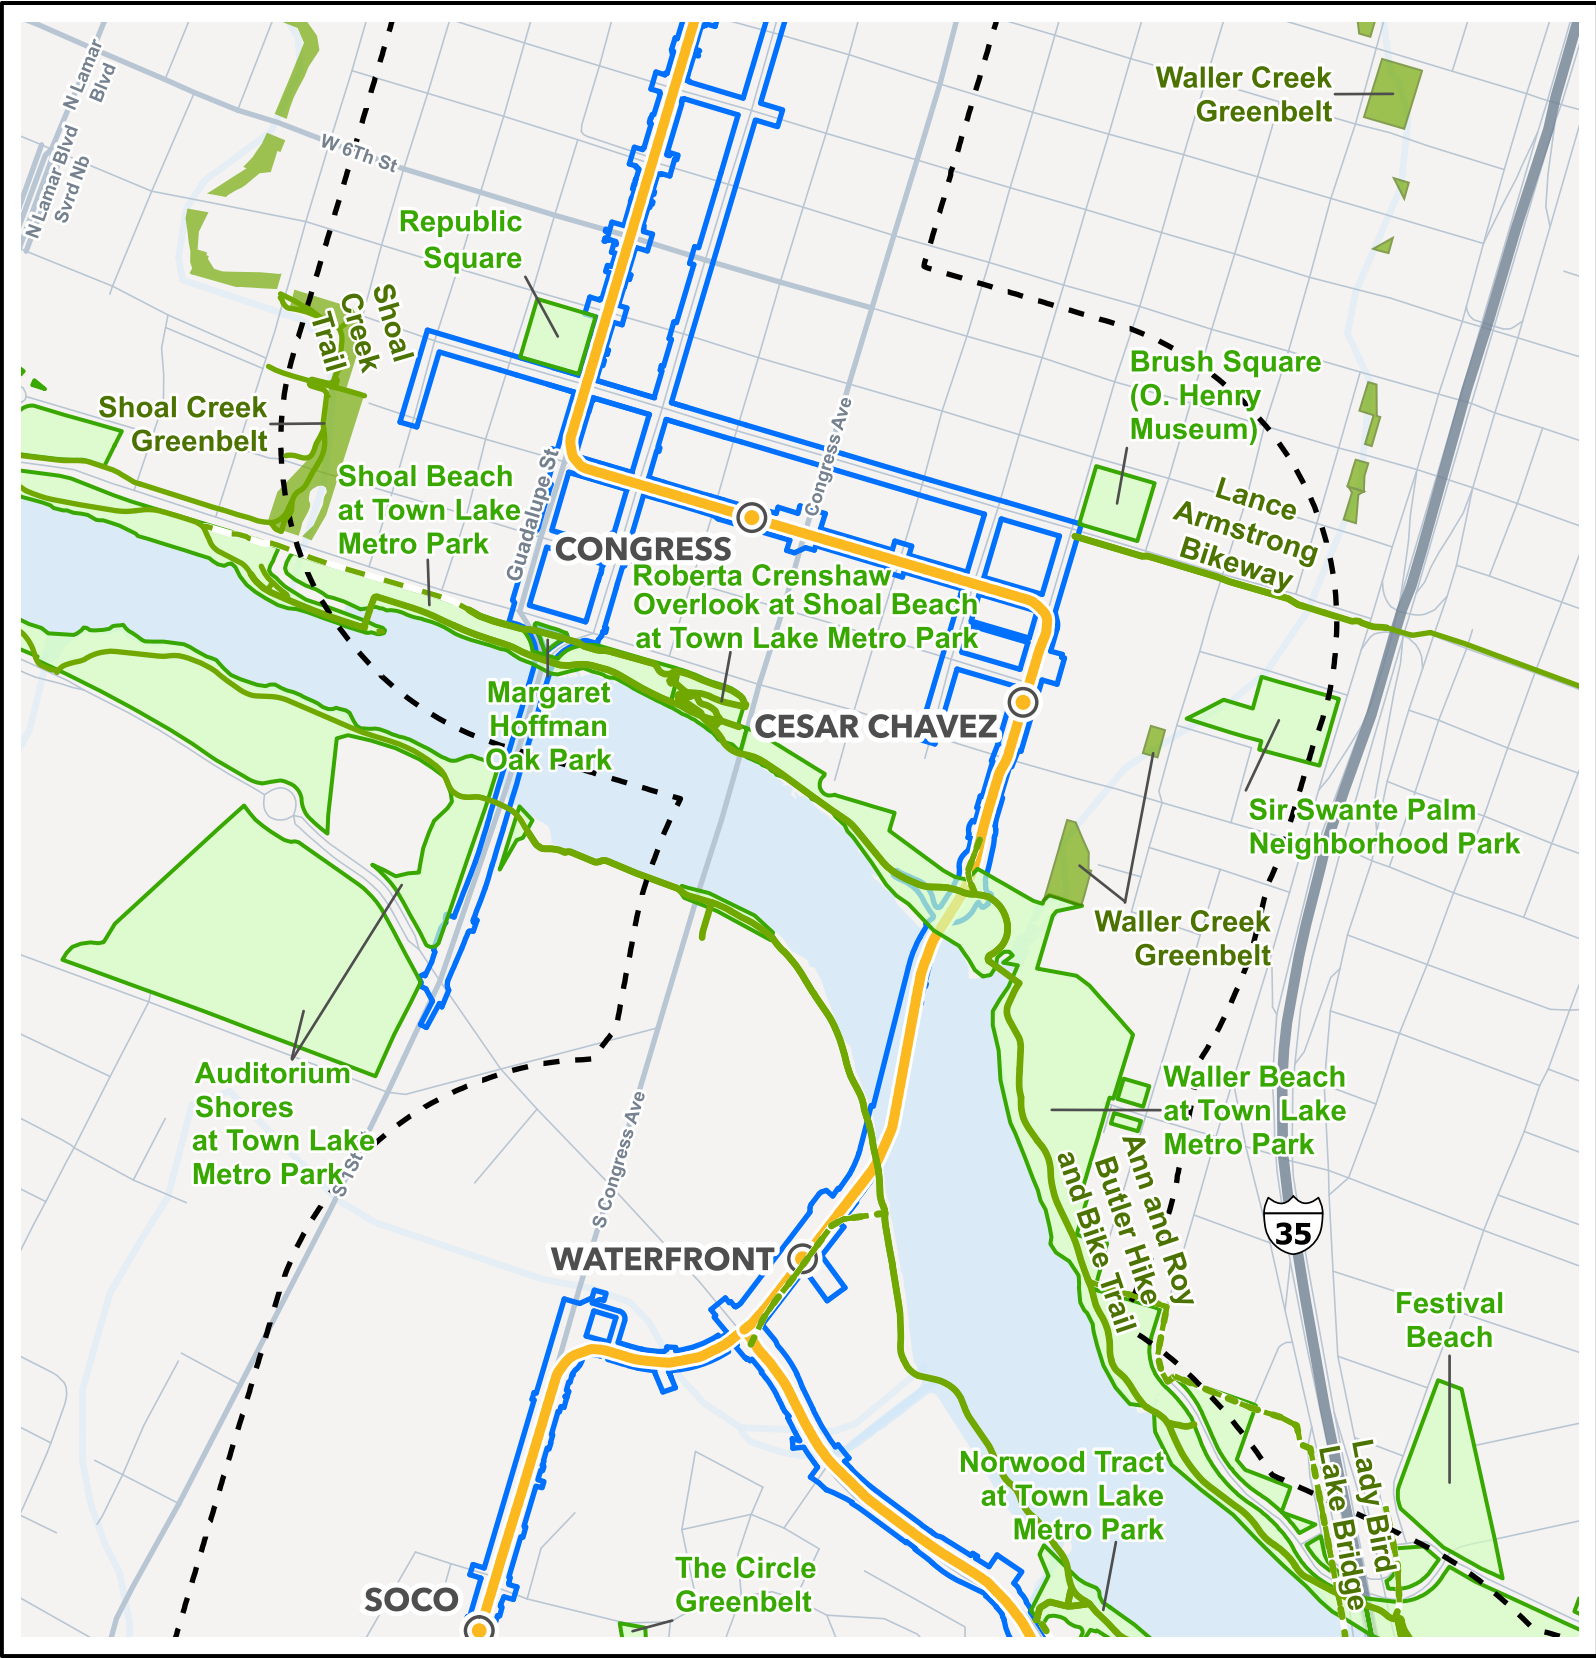 N Lamar
Blvd
N Lamar Blvd
Svrd Nb
W 6Th St
Waller Creek
Greenbelt
Republic
Square
Shoal
Creek
Trail
Shoal Creek
Greenbelt
Brush Square
(O. Henry
Museum)
Congress Ave
Guadalupe St
Shoal Beach
at Town Lake
Metro Park
Lance
Armstrong
Bikeway
CONGRESS
Roberta Crenshaw
Overlook at Shoal Beach
at Town Lake Metro Park
Margaret
Hoffman
Oak Park
CESAR CHAVEZ
Sir Swante Palm
Neighborhood Park
Waller Creek
Greenbelt
Auditorium
Shores
at Town Lake
Metro Park
S 1St
S Congress Ave
Waller Beach
at Town Lake
Metro Park
Ann and Roy
Butler Hike
and Bike Trail
35
WATERFRONT
Festival
Beach
Norwood Tract
at Town Lake
Metro Park
Lady Bird
Lake Bridge
The Circle
Greenbelt
SOCO